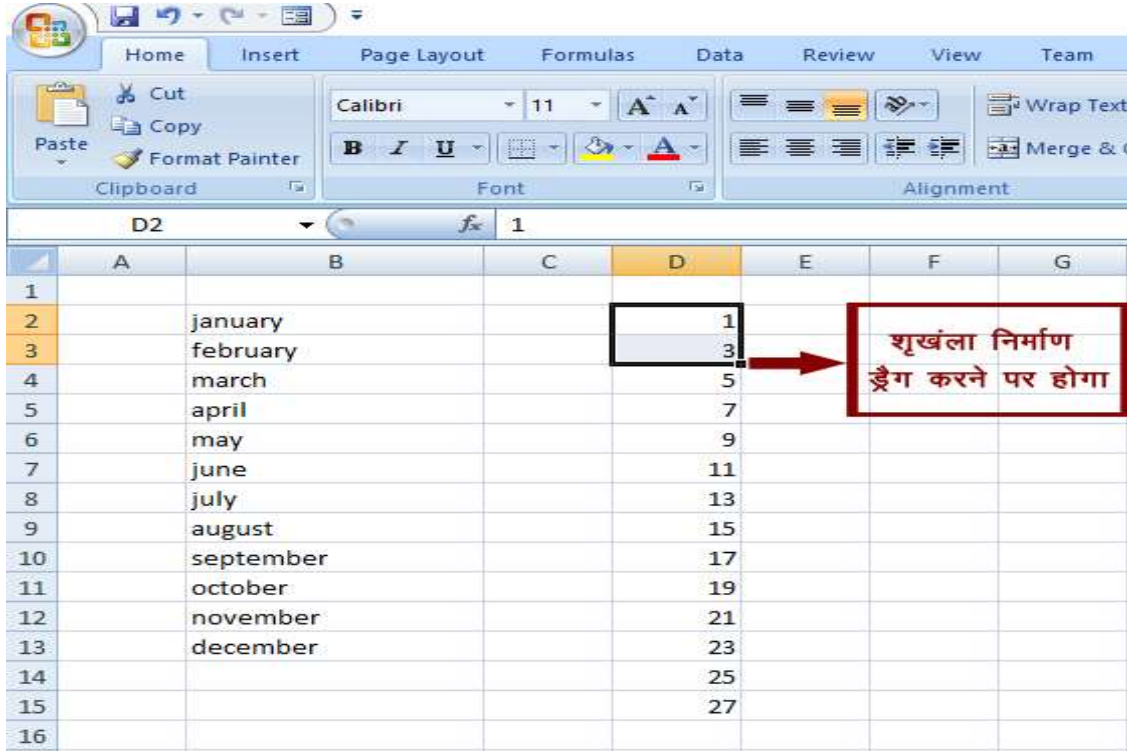 Home Insert Page Layout Formulas Data Review View Team
Cut
Copy
Paste
Format Painter
Calibri 11 A A
B I U A
Wrap Text
Merge &
Clipboard Font Alignment
D2 fx 1
A B C D E F G
1
2 january 1
3 february 3
4 march 5
5 april 7
6 may 9
7 june 11
8 july 13
9 august 15
10 september 17
11 october 19
12 november 21
13 december 23
14 25
15 27
16
शृखंला निर्माण
ड्रैग करने पर होगा